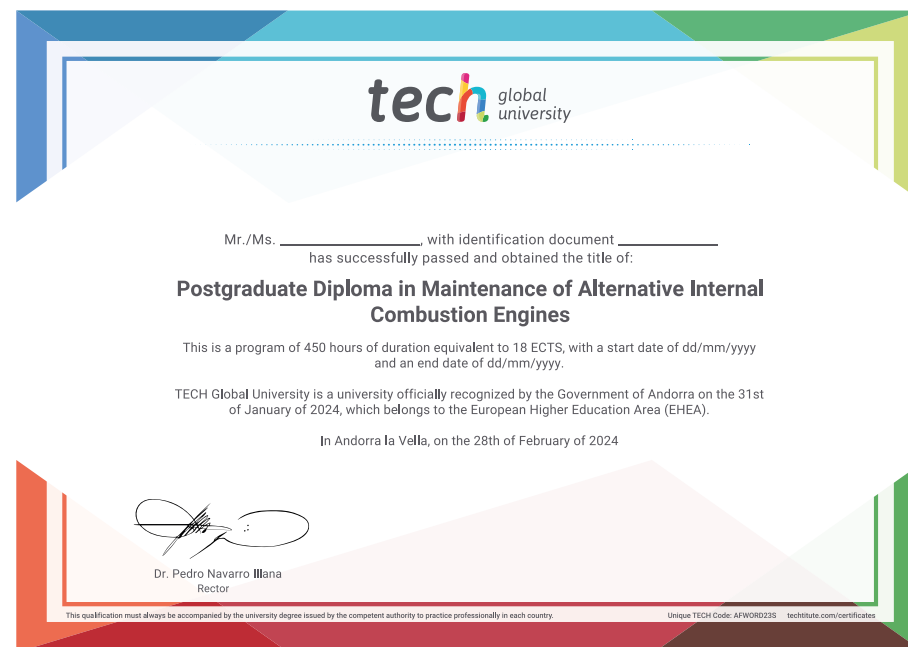 tech global university
Mr./Ms. ____________, with identification document ____________
has successfully passed and obtained the title of:
Postgraduate Diploma in Maintenance of Alternative Internal
Combustion Engines
This is a program of 450 hours of duration equivalent to 18 ECTS, with a start date of dd/mm/yyyy
and an end date of dd/mm/yyyy.
TECH Global University is a university officially recognized by the Government of Andorra on the 31st
of January of 2024, which belongs to the European Higher Education Area (EHEA).
In Andorra la Vella, on the 28th of February of 2024
Dr. Pedro Navarro Illana
Rector
This qualification must always be accompanied by the university degree issued by the competent authority to practice professionally in each country. Unique TECH Code: AFWORD23S techtitute.com/certificates